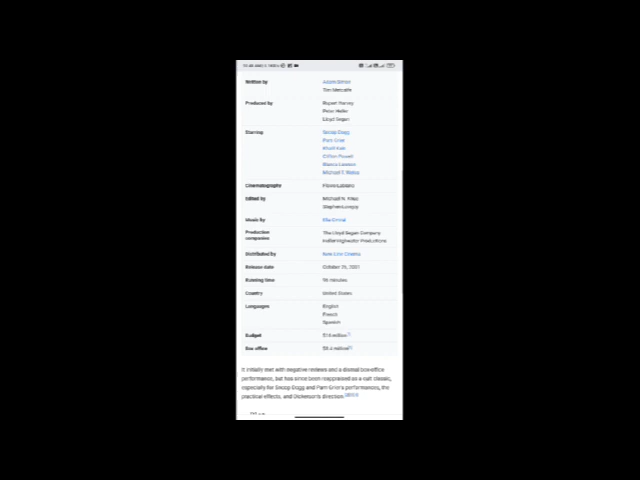 Written by
Adam Simon
Tim Metcalfe
Produced by
Rupert Harvey
Peter Heller
Lloyd Segan
Starring
Snoop Dogg
Pam Grier
Khalil Kain
Clifton Powell
Bianca Lawson
Michael T. Weiss
Cinematography
Flavio Labiano
Edited by
Michael N. Knue
Stephen Lovejoy
Music by
Production
companies
The Lloyd Segan Company
Distributed by
New Line Cinema
Release date
October 26, 2001
Running time
96 minutes
Country
United States
Languages
English
French
Spanish
Budget
Box office
It initially met with negative reviews and a dismal box-office
performance, but has since been reappraised as a cult classic,
especially for Snoop Dogg and Pam Grier's performances, the
practical effects, and Dickerson's direction.